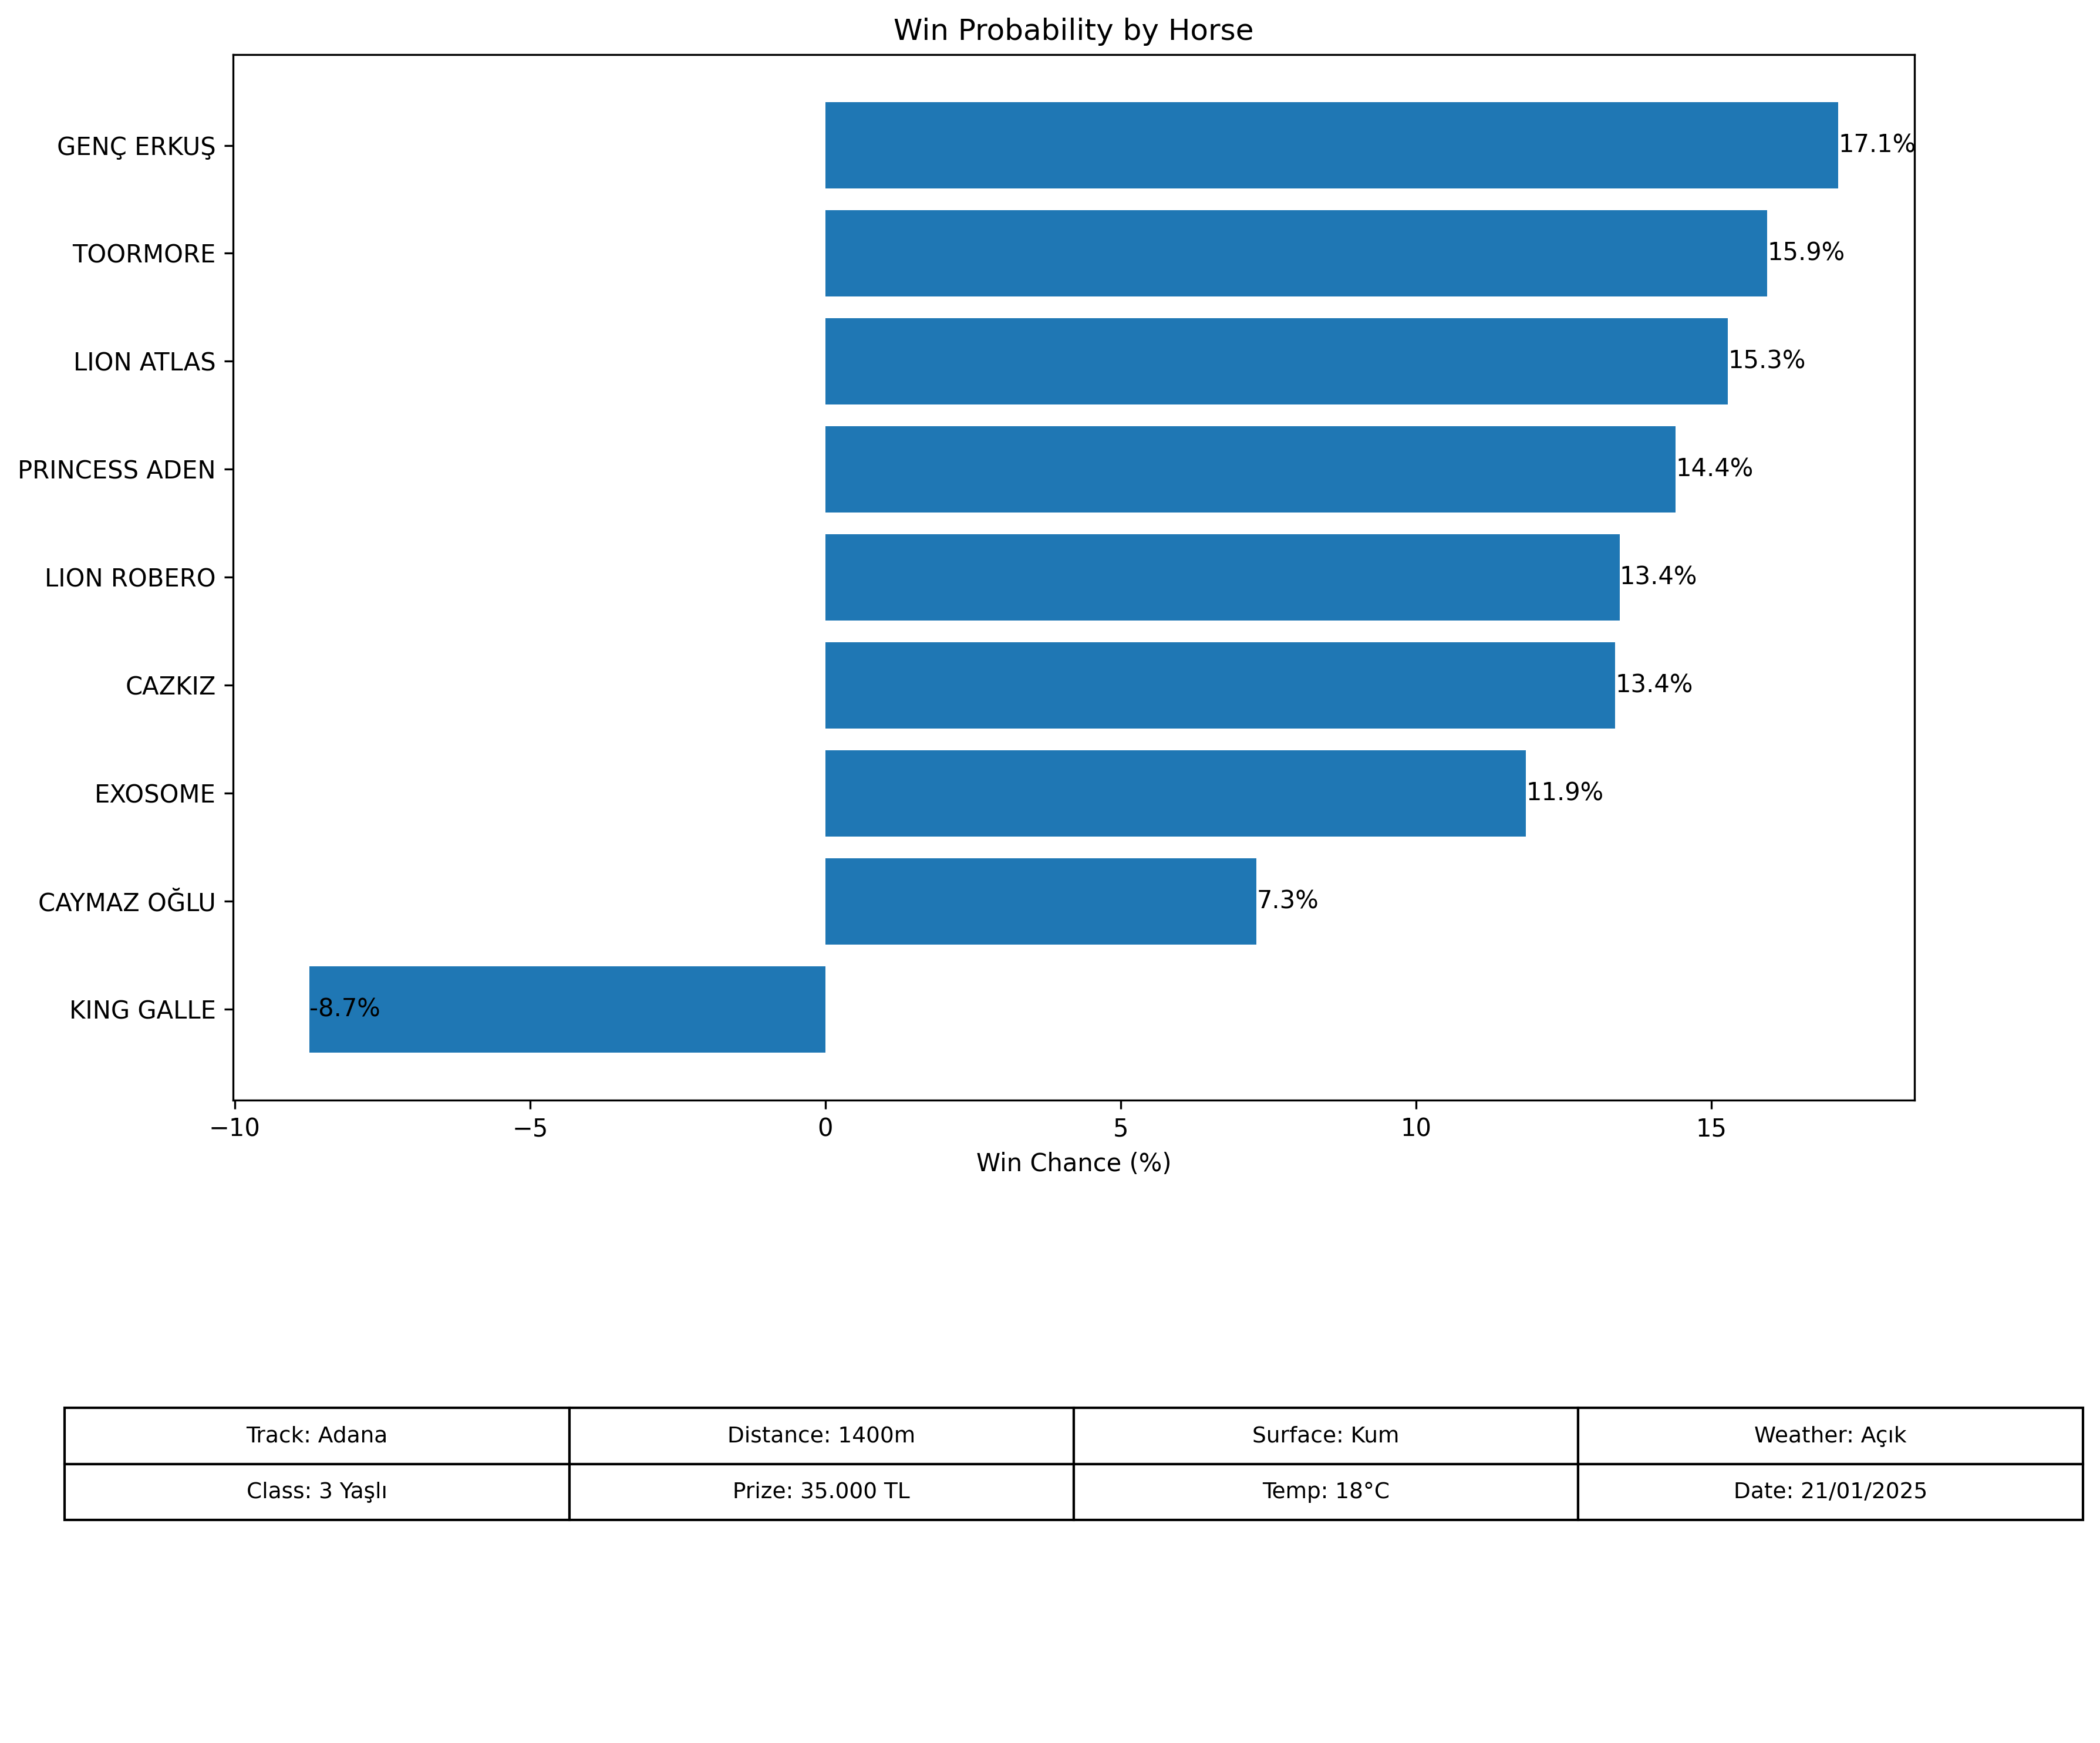 Win Probability by Horse
GENÇ ERKUŞ 17.1%
TOORMORE 15.9%
LION ATLAS 15.3%
PRINCESS ADEN 14.4%
LION ROBERO 13.4%
CAZKIZ 13.4%
EXOSOME 11.9%
CAYMAZ OĞLU 7.3%
KING GALLE -8.7%
−10 −5 0 5 10 15
Win Chance (%)
Track: Adana Distance: 1400m Surface: Kum Weather: Açık
Class: 3 Yaşlı Prize: 35.000 TL Temp: 18°C Date: 21/01/2025